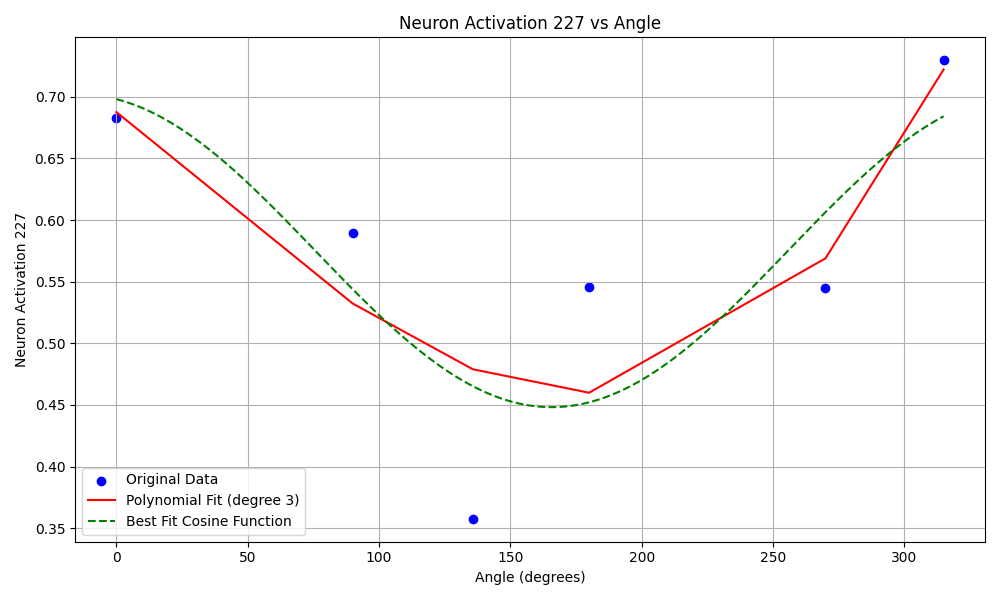 Neuron Activation 227 vs Angle
Neuron Activation 227
0.70
0.65
0.60
0.55
0.50
0.45
0.40
0.35
Original Data
Polynomial Fit (degree 3)
Best Fit Cosine Function
0 50 100 150 200 250 300
Angle (degrees)